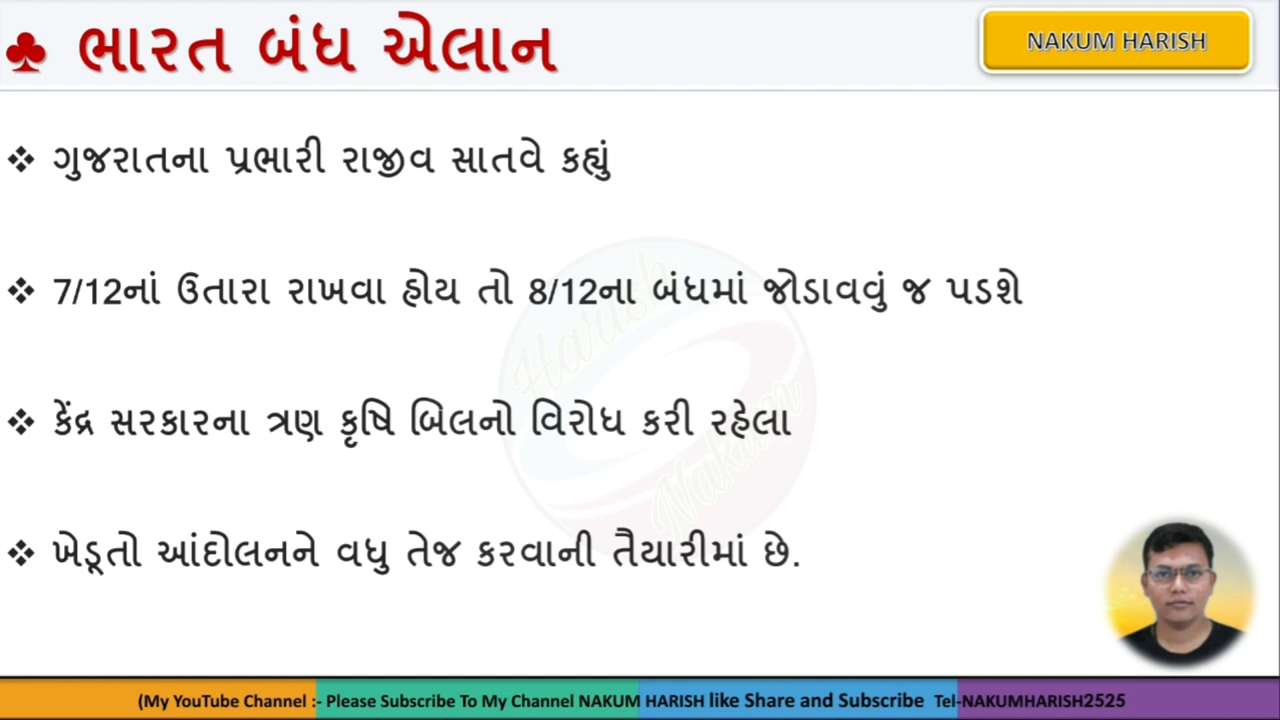 ♣ ભારત બંધ એલાન
NAKUM HARISH
❖ ગુજરાતના પ્રભારી રાજીવ સાતવે કહ્યું
❖ 7/12નાં ઉતારા રાખવા હોય તો 8/12ના બંધમાં જોડાવવું જ પડશે
❖ કેંદ્ર સરકારના ત્રણ કૃષિ બિલનો વિરોધ કરી રહેલા
❖ ખેડૂતો આંદોલનને વધુ તેજ કરવાની તૈયારીમાં છે.
Harish
Nakum
(My YouTube Channel :- Please Subscribe To My Channel NAKUM HARISH like Share and Subscribe Tel-NAKUMHARISH2525